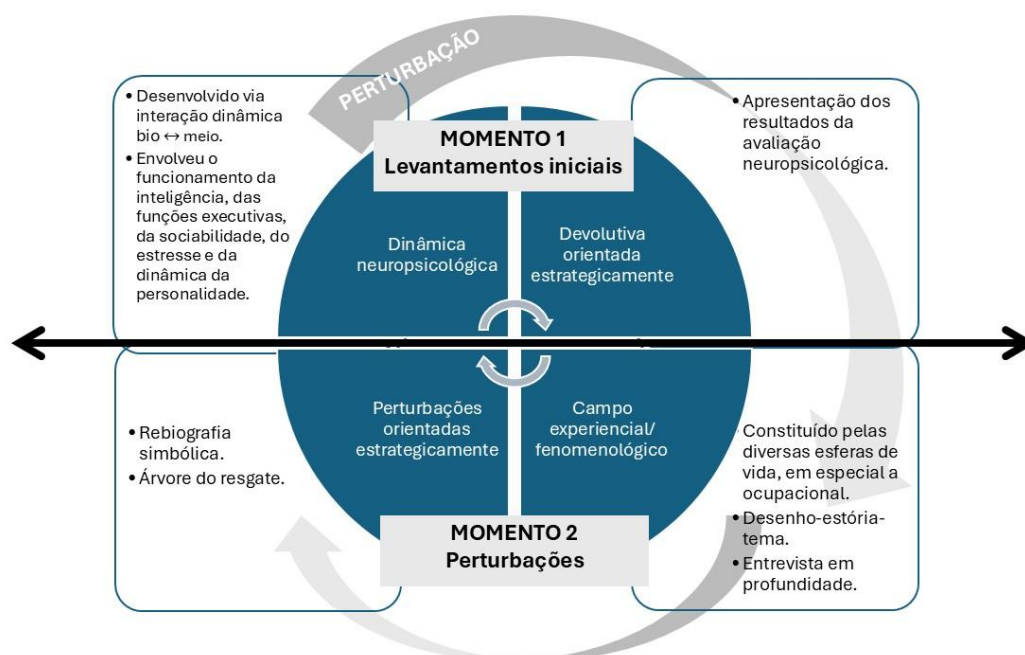 PERTURBAÇÃO
• Desenvolvido via
interação dinâmica
bio ↔ meio.
• Envolveu o
funcionamento da
inteligência, das
funções executivas,
da sociabilidade, do
estresse e da
dinâmica da
personalidade.
MOMENTO 1
Levantamentos iniciais
• Apresentação dos
resultados da
avaliação
neuropsicológica.
Dinâmica
neuropsicológica
Devolutiva
orientada
estrategicamente
• Rebiografia
simbólica.
• Árvore do resgate.
Perturbações
orientadas
estrategicamente
Campo
experiencial/
fenomenológico
• Constituído pelas
diversas esferas de
vida, em especial a
ocupacional.
• Desenho-estória-
tema.
• Entrevista em
profundidade.
MOMENTO 2
Perturbações